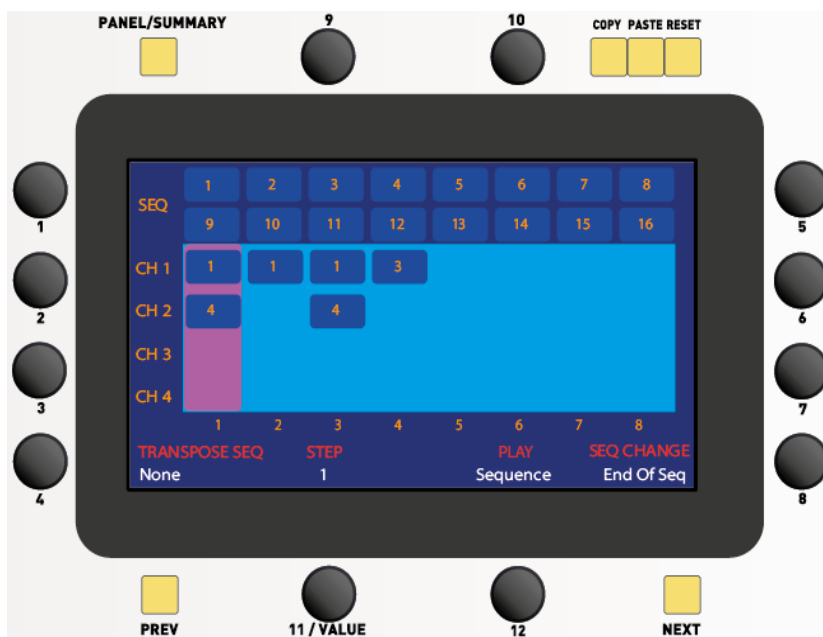 PANEL/SUMMARY 9 10 COPY PASTE RESET
1 2 3 4 5 6 7 8
SEQ
9 10 11 12 13 14 15 16
1 5
CH 1 1 1 1 3
2 CH 2 4 4 6
CH 3
3 CH 4 7
1 2 3 4 5 6 7 8
TRANSPOSE SEQ STEP PLAY SEQ CHANGE
None 1 Sequence End Of Seq
4 8
PREV 11 / VALUE 12 NEXT